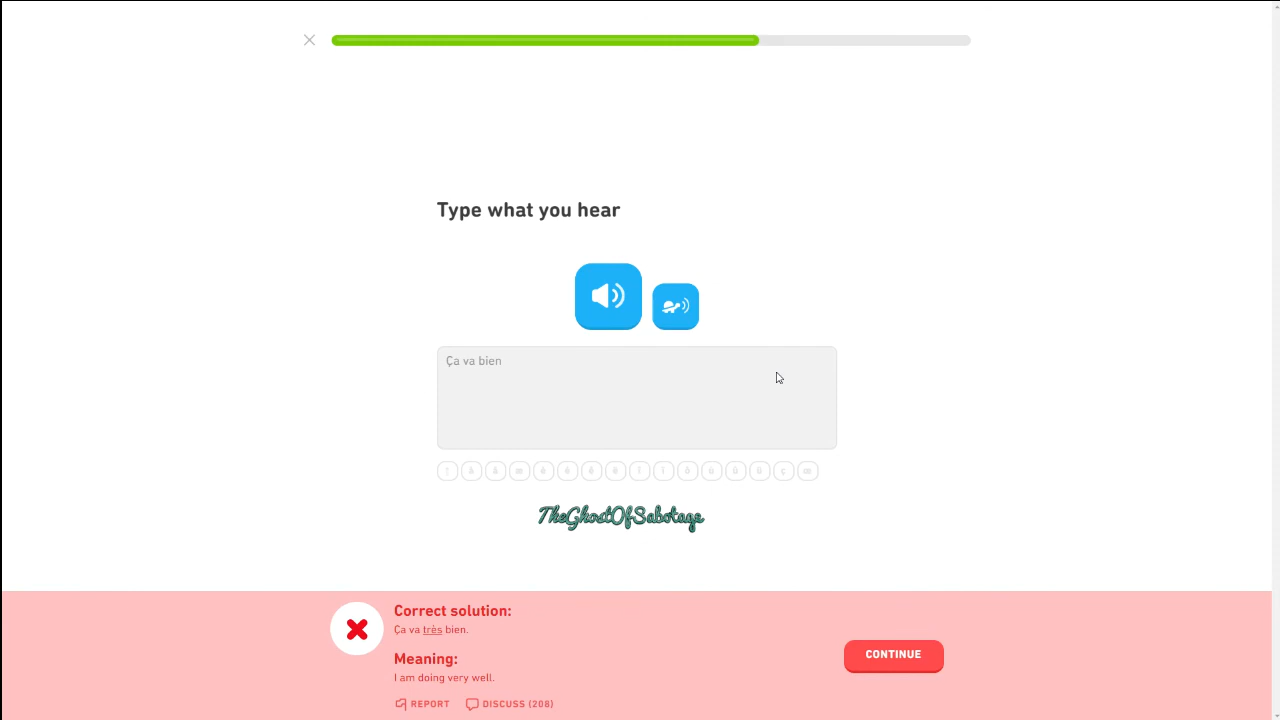 Type what you hear
Ça va bien
TheGhostOfSabotage
Correct solution:
Ça va très bien.
Meaning:
I am doing very well.
CONTINUE
REPORT DISCUSS (208)